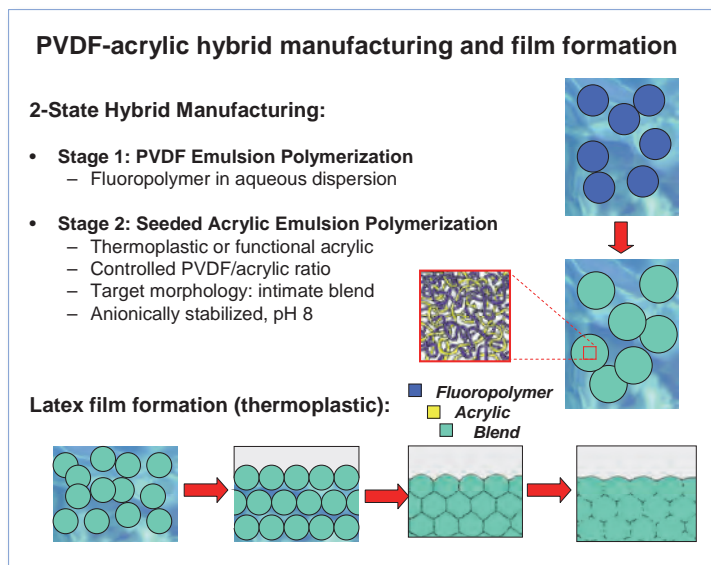 PVDF-acrylic hybrid manufacturing and film formation
2-State Hybrid Manufacturing:
• Stage 1: PVDF Emulsion Polymerization
– Fluoropolymer in aqueous dispersion
• Stage 2: Seeded Acrylic Emulsion Polymerization
– Thermoplastic or functional acrylic
– Controlled PVDF/acrylic ratio
– Target morphology: intimate blend
– Anionically stabilized, pH 8
Fluoropolymer
Acrylic
Blend
Latex film formation (thermoplastic):